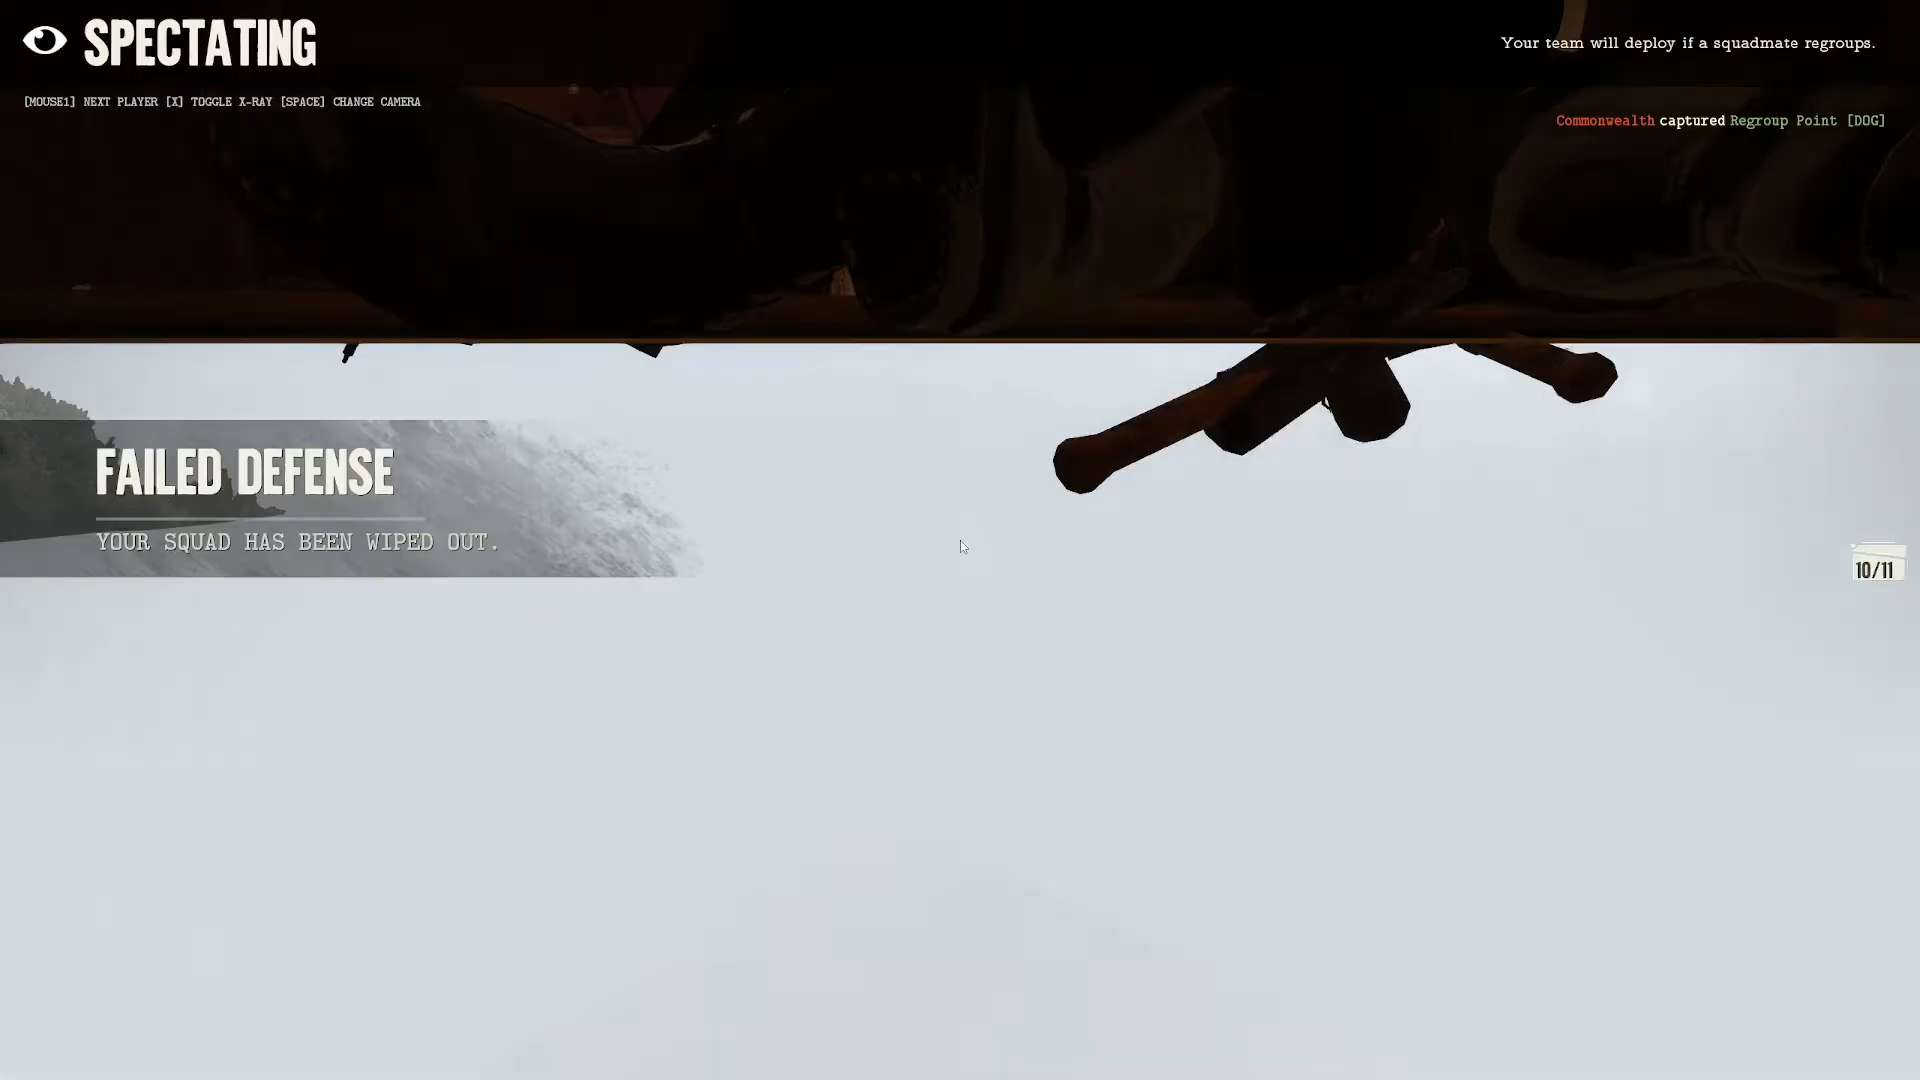 SPECTATING
Your team will deploy if a squadmate regroups.
[MOUSE1] NEXT PLAYER [X] TOGGLE X-RAY [SPACE] CHANGE CAMERA
Commonwealth captured Regroup Point [DOG]
FAILED DEFENSE
YOUR SQUAD HAS BEEN WIPED OUT.
10/11